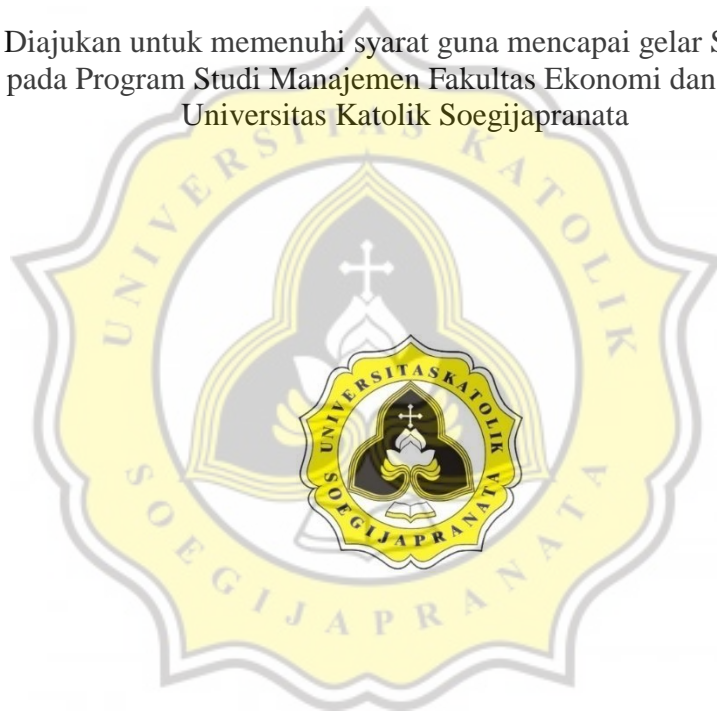 Diajukan untuk memenuhi syarat guna mencapai gelar S
pada Program Studi Manajemen Fakultas Ekonomi dan
Universitas Katolik Soegijapranata
UNIVERSITAS KATOLIK
SOEGIJAPRANATA
UNIVERSITAS KATOLIK
SOEGIJAPRANATA